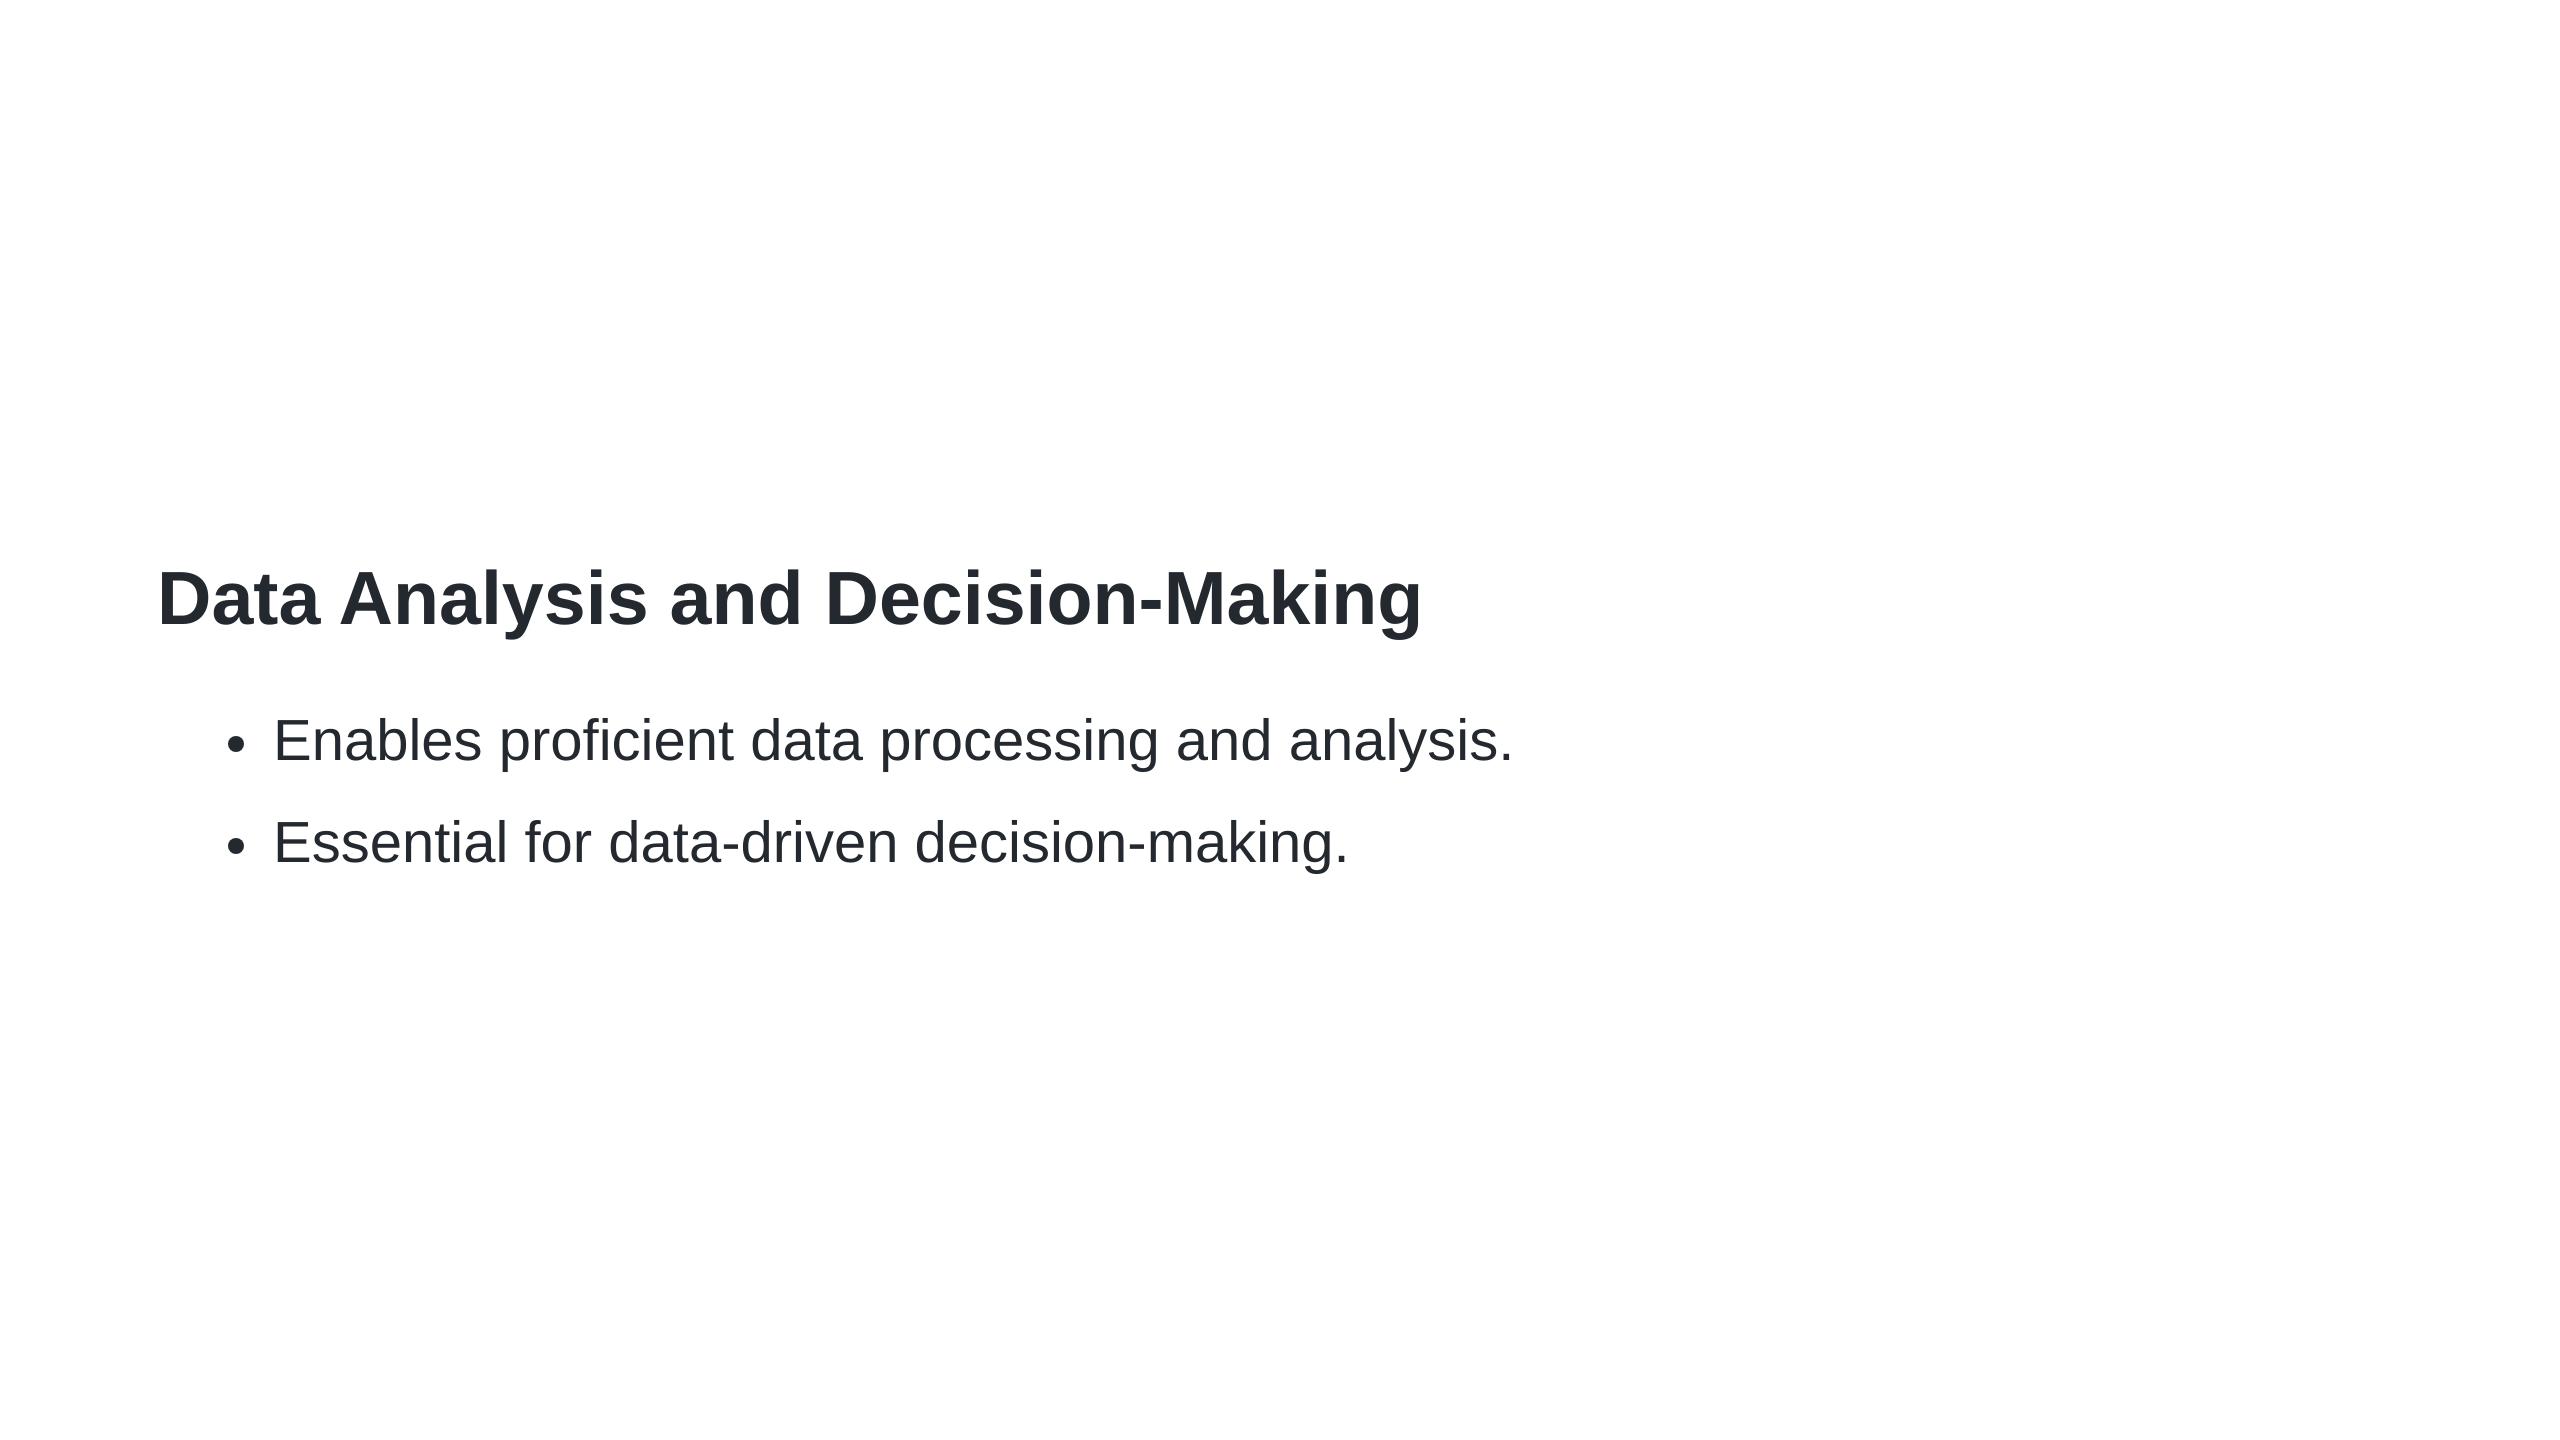 Data Analysis and Decision-Making
• Enables proficient data processing and analysis.
• Essential for data-driven decision-making.